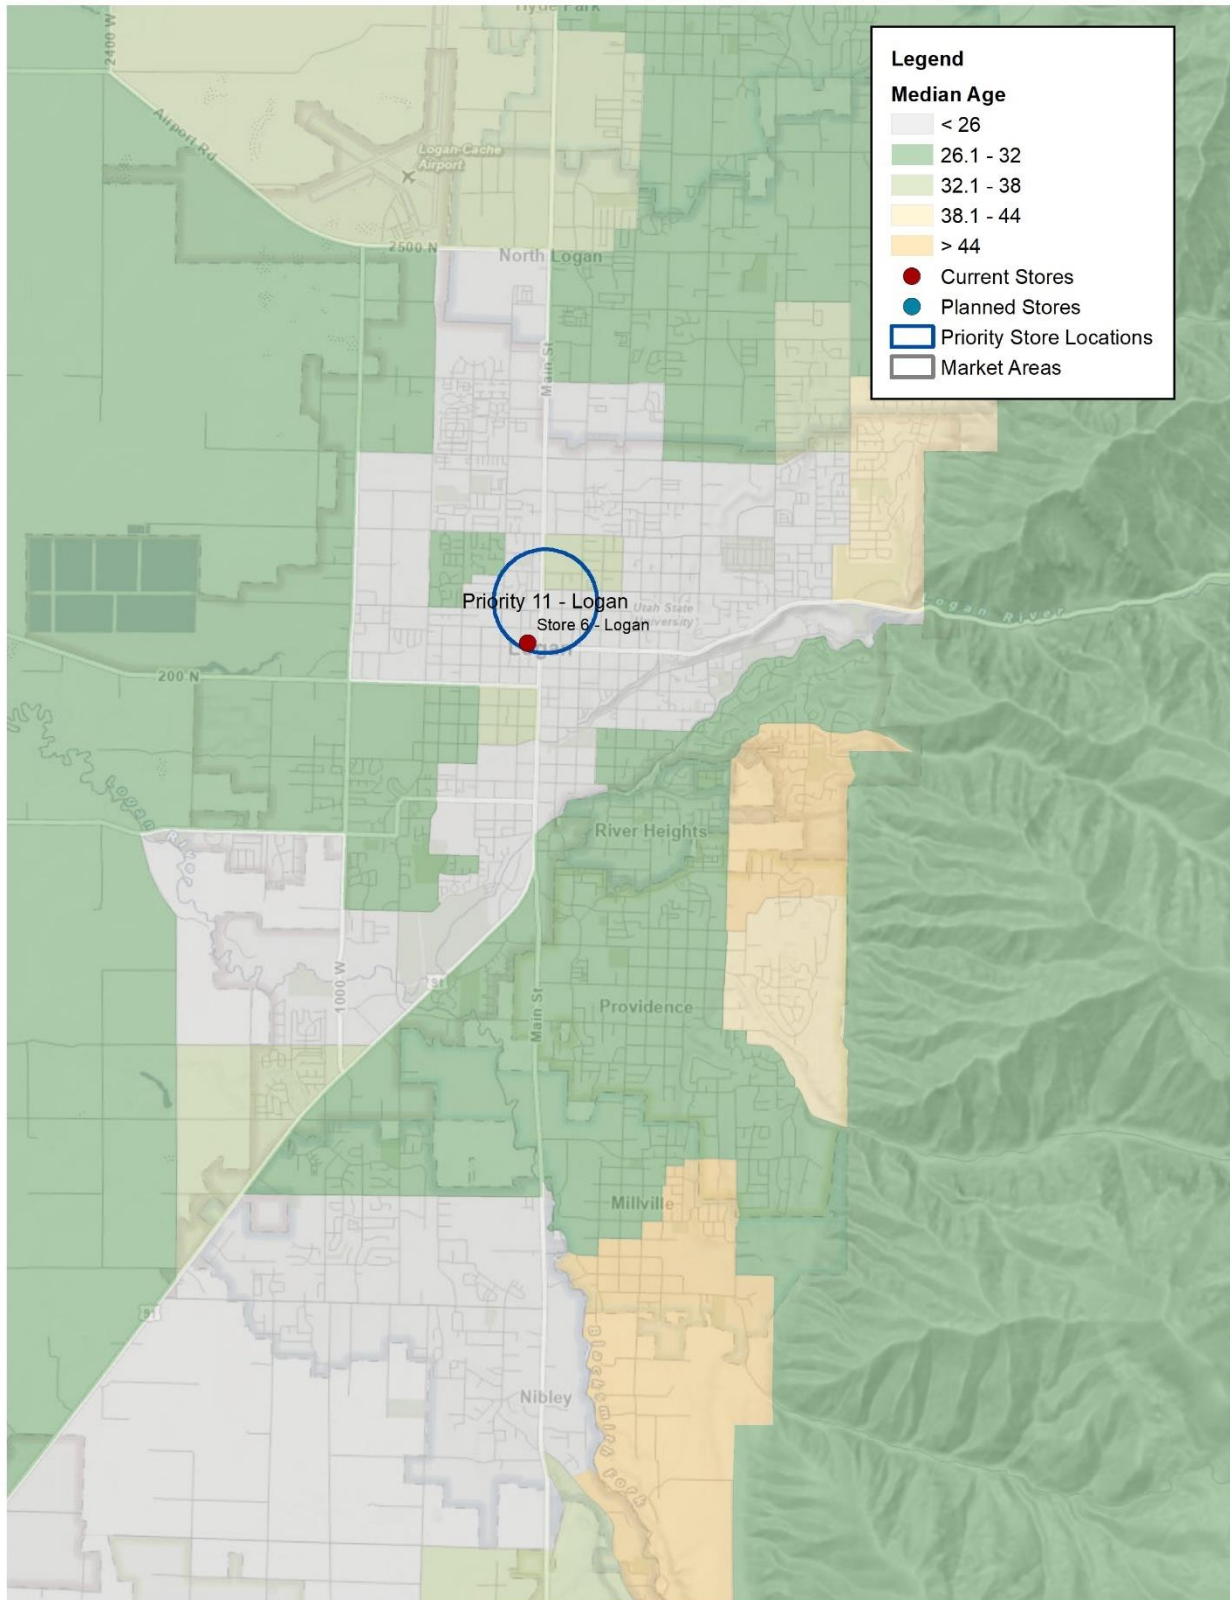 Hyde Park
2400 W
Legend
Median Age
< 26
26.1 - 32
32.1 - 38
38.1 - 44
> 44
Current Stores
Planned Stores
Priority Store Locations
Market Areas
Airport Rd
Logan-Cache
Airport
2500 N
North Logan
Main St
Priority 11 - Logan
Utah State
University
Store 6 - Logan
Logan
Logan River
200 N
Logan River
River Heights
91
1000 W
Main St
Providence
Millville
91
Nibley
Blacksmith Fork